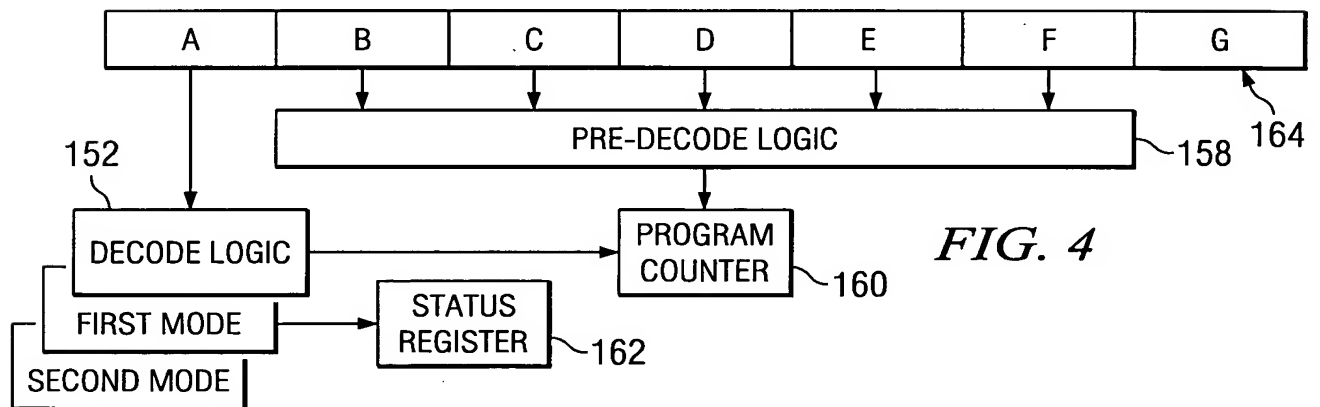 A B C D E F G
PRE-DECODE LOGIC
158
164
152
DECODE LOGIC
PROGRAM
COUNTER
160
FIG. 4
FIRST MODE
STATUS
REGISTER
162
SECOND MODE